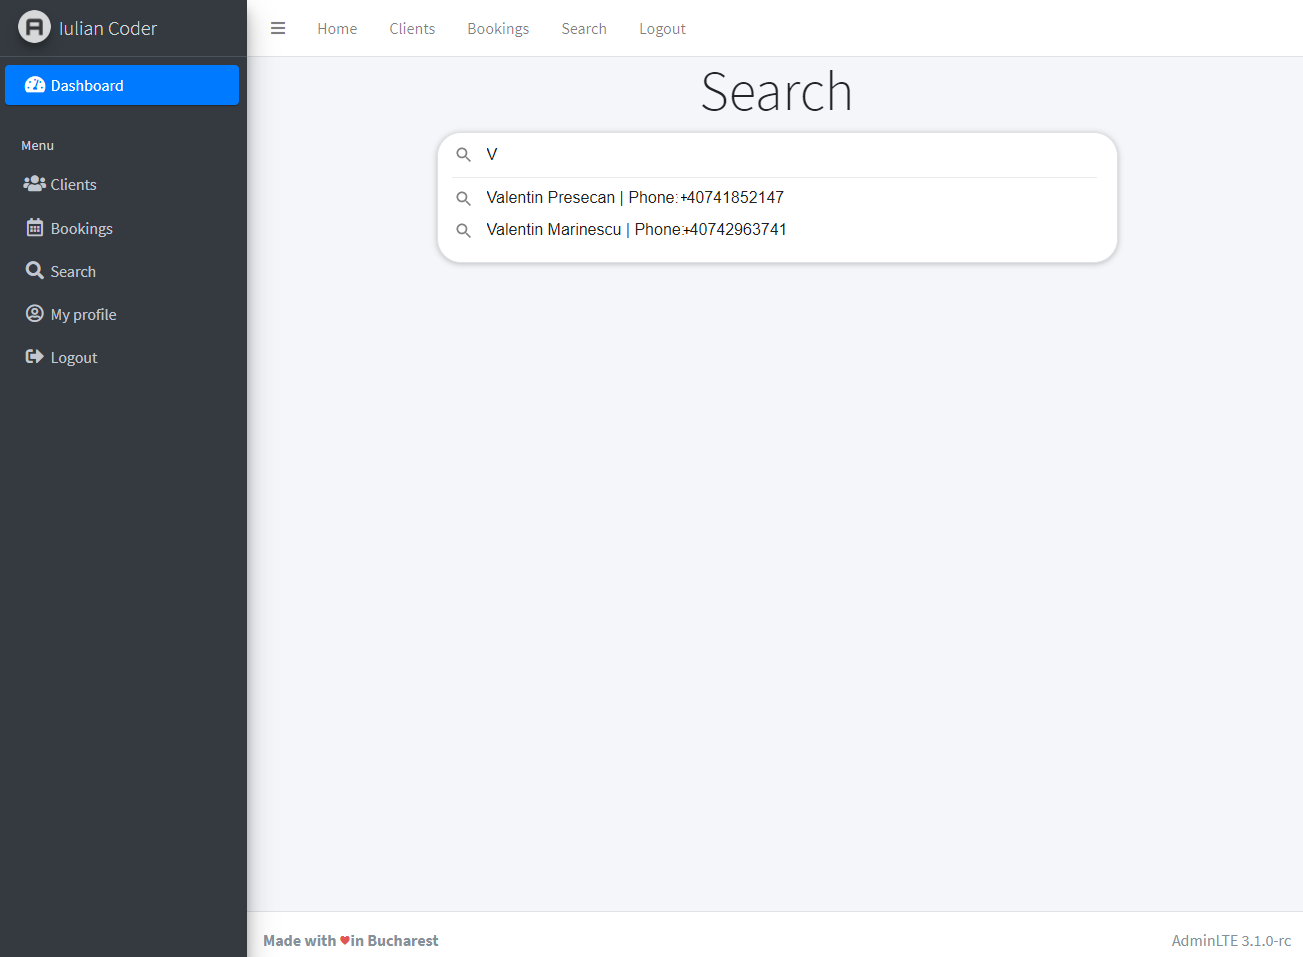 Iulian Coder
Home Clients Bookings Search Logout
Dashboard
Menu
Clients
Bookings
Search
My profile
Logout
Search
V
Valentin Presecan | Phone:+40741852147
Valentin Marinescu | Phone:+40742963741
Made with ❤in Bucharest
AdminLTE 3.1.0-rc